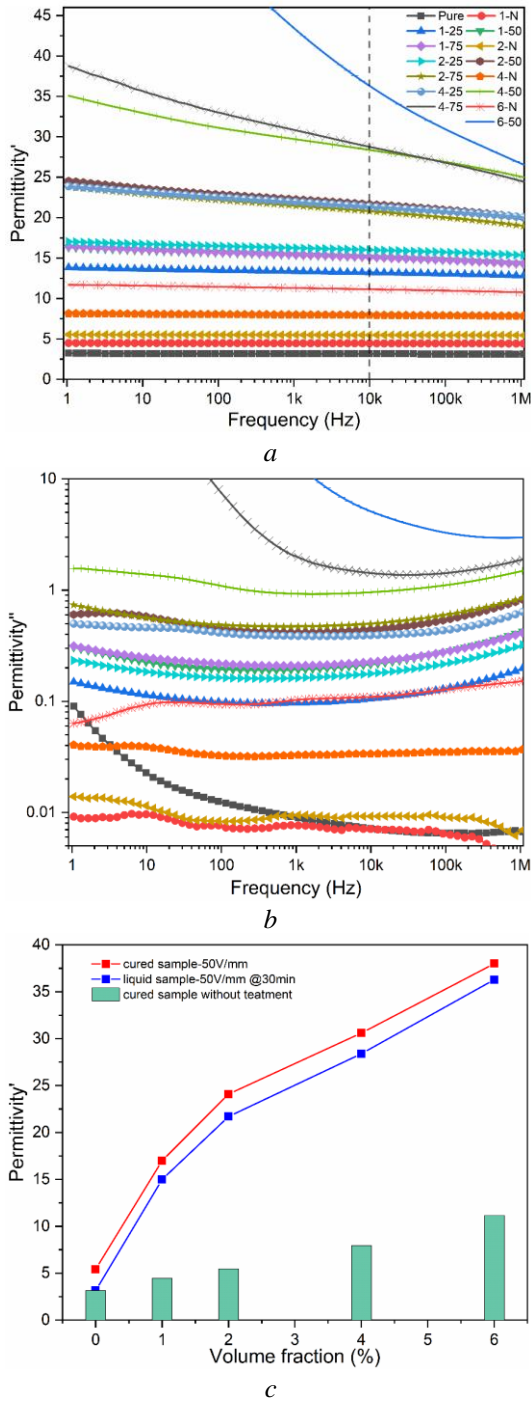 45
40
35
30
25
20
15
10
5
0
Permittivity'
Pure 1-N
1-25 1-50
1-75 2-N
2-25 2-50
2-75 4-N
4-25 4-50
4-75 6-N
6-50
1 10 100 1k 10k 100k 1M
Frequency (Hz)
a
10
1
0.1
0.01
Permittivity"
1 10 100 1k 10k 100k 1M
Frequency (Hz)
b
40
35
30
25
20
15
10
5
0
Permittivity'
cured sample-50V/mm
liquid sample-50V/mm @30min
cured sample without teatment
0 1 2 3 4 5 6
Volume fraction (%)
c